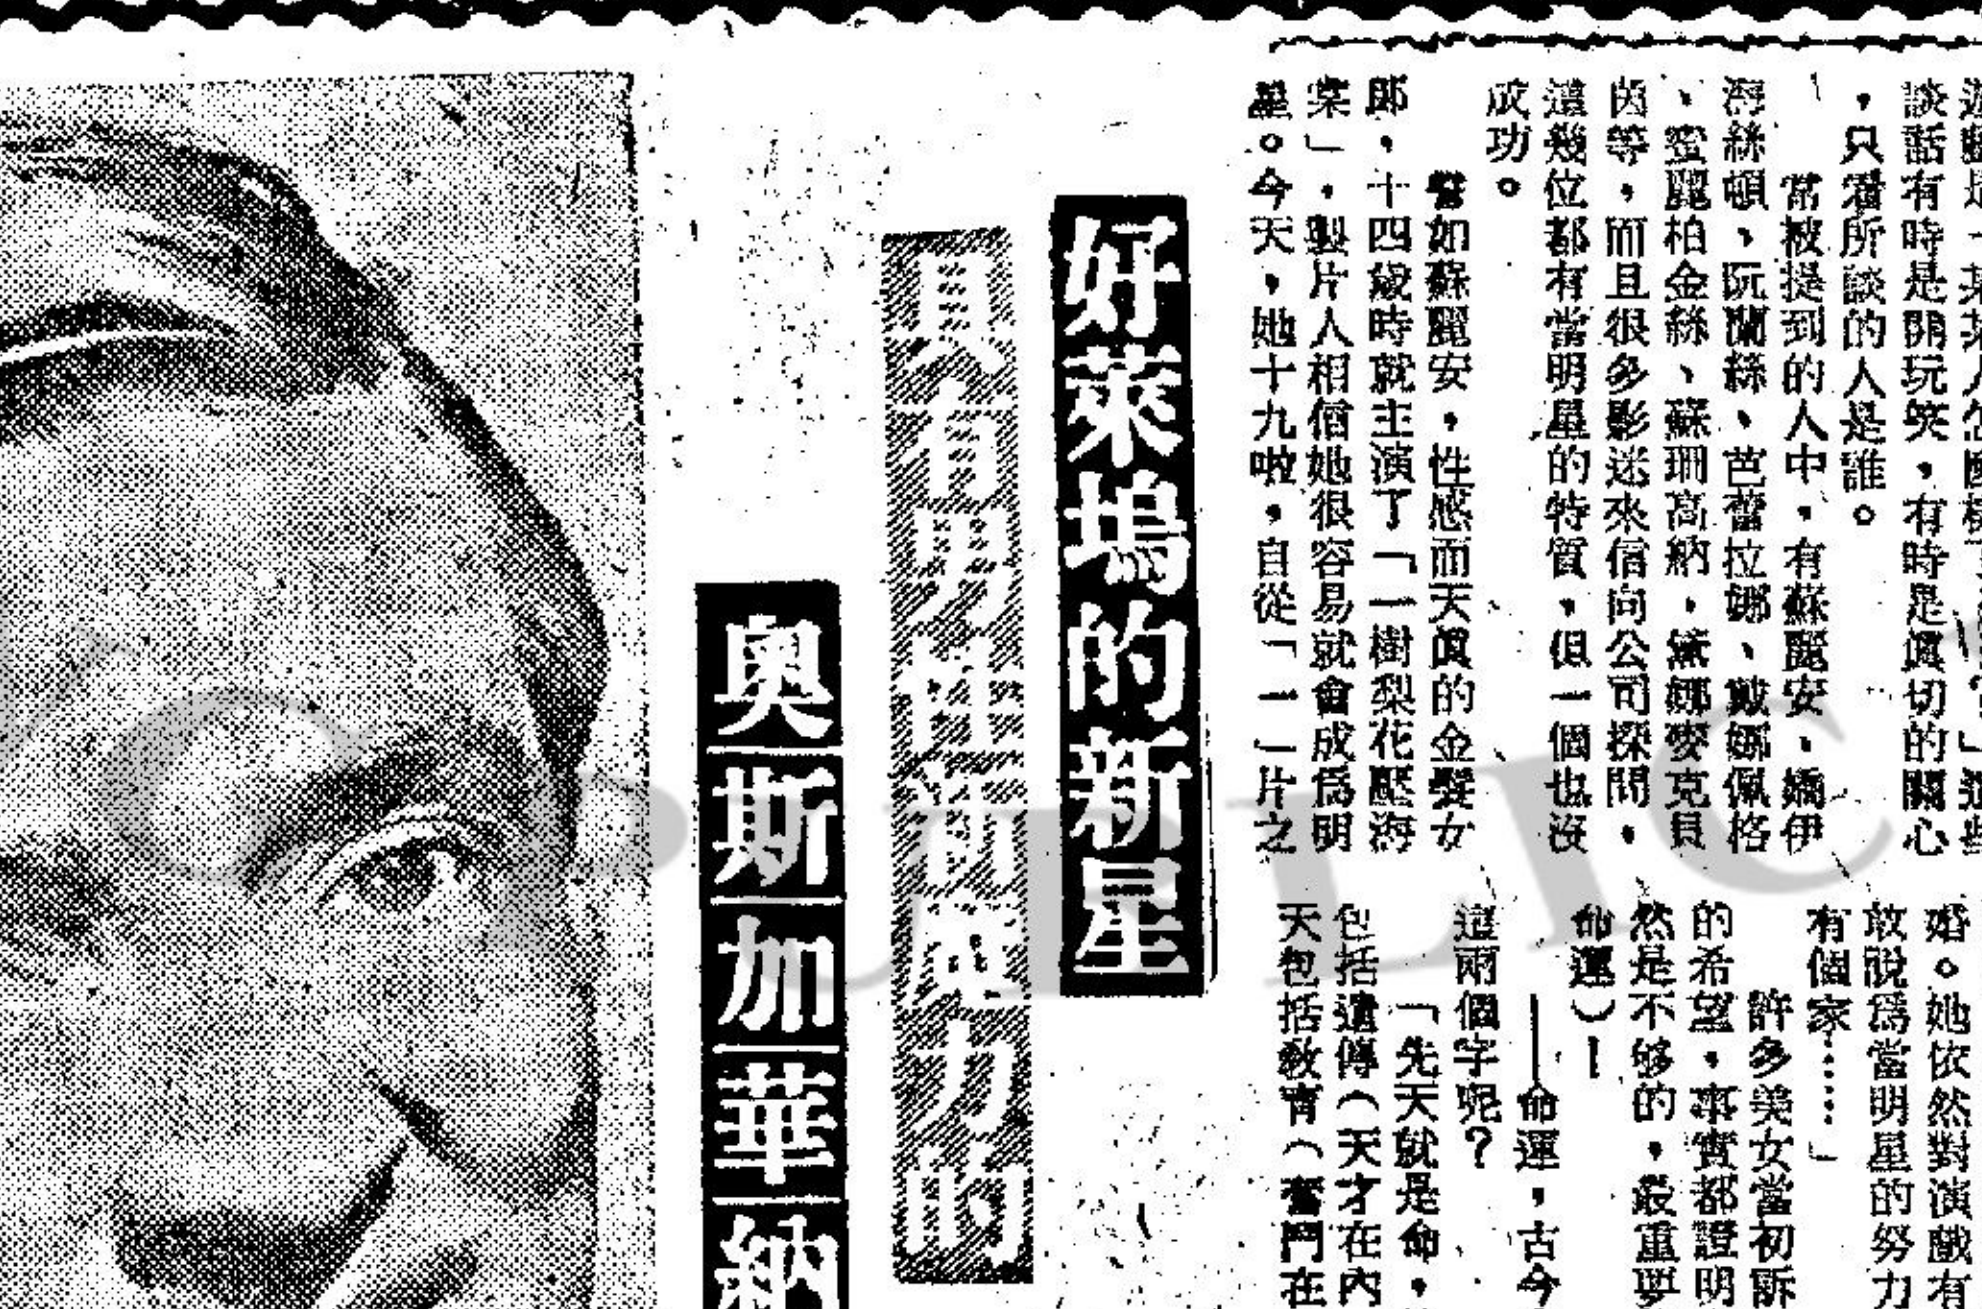 談話有時是開玩笑，有時是眞切的關心
，只看所談的人是誰。
常被提到的人中，有蘇麗安、嬌伊
海絲頓，阮蘭絲、芭蕾拉娜、戴娜佩格
、蜜麗柏金絲、蘇珊高納，黛娜麥克貝
茵等，而且很多影迷來信向公司探問，
這幾位都有當明星的特質，但一個也沒
成功。
譬如蘇麗安，性感而天眞的金髮女
郎，十四歲時就主演了「一樹梨花壓海
棠」，製片人相信她很容易就會成爲明
星。今天，她十九啦，自從「一」片之
婚。她依然對演戲有
敢說爲當明星的努力
有個家……」
許多美女當初
的希望，事實都證明
然是不够的，最重要
命運）—
——命運，古今
這兩個字呢？
「先天就是命，
包括遺傳（天才在內
天包括敎育（奮鬥在
好萊塢的新星
具有男性魔力的
奥斯加華納
PUBLIC